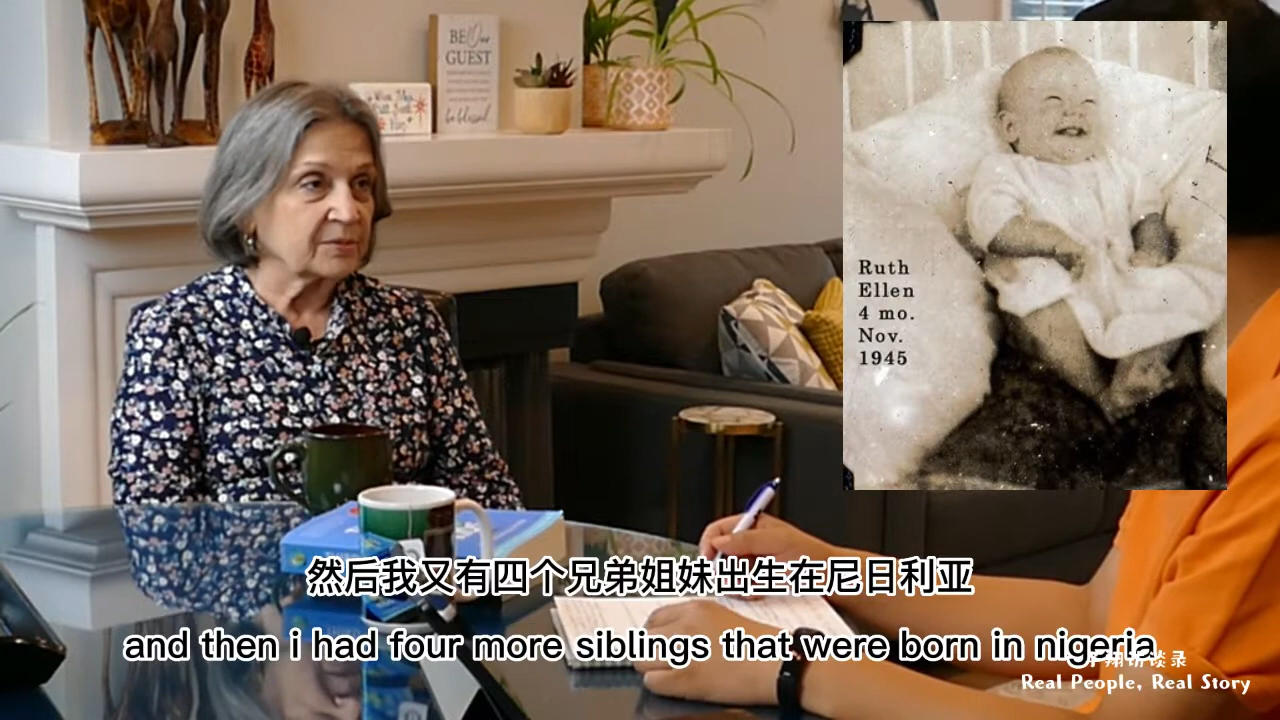 BE Our
GUEST
be blessed
Ruth
Ellen
4 mo.
Nov.
1945
然后我又有四个兄弟姐妹出生在尼日利亚
and then i had four more siblings that were born in nigeria
访谈录
Real People, Real Story